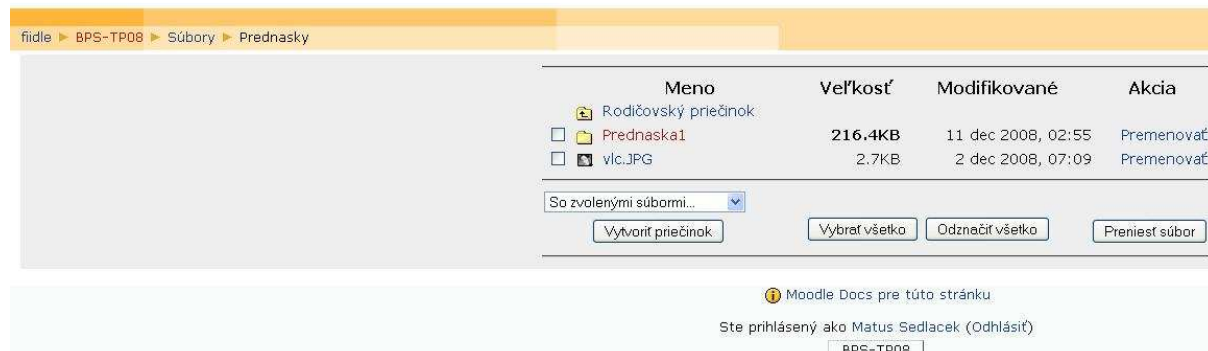 fiidle ► BPS-TP08 ► Súbory ► Prednasky
Meno Veľkosť Modifikované Akcia
Rodičovský priečinok
Prednaska1 216.4KB 11 dec 2008, 02:55 Premenovať
vlc.JPG 2.7KB 2 dec 2008, 07:09 Premenovať
So zvolenými súbormi...
Vytvoriť priečinok Vybrať všetko Odznačiť všetko Preniesť súbor
Moodle Docs pre túto stránku
Ste prihlásený ako Matus Sedlacek (Odhlásiť)
BPS-TP08